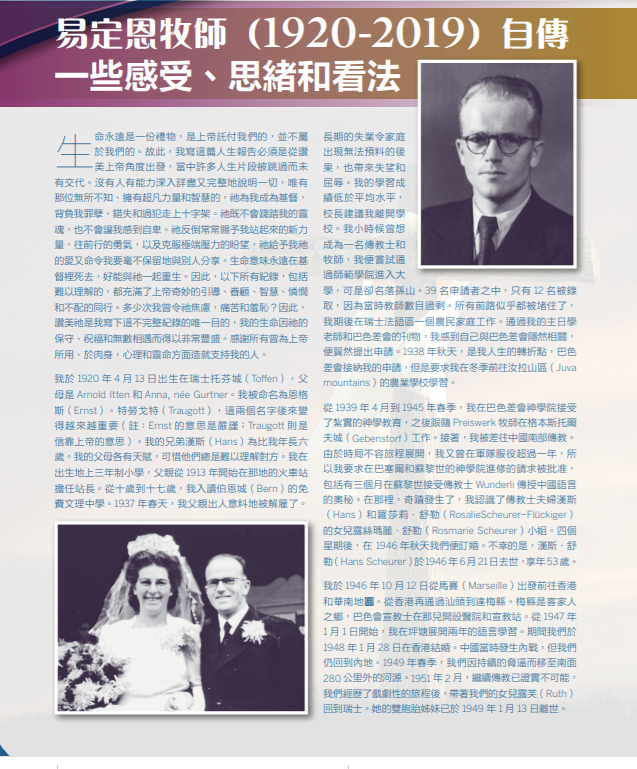 易定恩牧師（1920-2019）自傳
一些感受、思緒和看法
生命永遠是一份禮物，是上帝託付我們的，並不屬
於我們的。故此，我寫這篇人生報告必須是從讚
美上帝角度出發，當中許多人生片段被跳過而未
有交代。沒有人有能力深入詳盡又完整地說明一切，唯有
那位無所不知、擁有超凡力量和智慧的，祂為我成為基督，
背負我罪孽、錯失和過犯走上十字架。祂既不會踐踏我的靈
魂，也不會讓我感到自卑。祂反倒常常賜予我站起來的新力
量，往前行的勇氣，以及克服極端壓力的盼望，祂給予我祂
的愛又命令我要毫不保留地與別人分享。生命意味永遠在基
督裡死去，好能與祂一起重生。因此，以下所有紀錄，包括
難以理解的，都充滿了上帝奇妙的引導、眷顧、智慧、憐憫
和不配的同行。多少次我曾令祂焦慮，痛苦和羞恥？因此，
讚美祂是我寫下這不完整紀錄的唯一目的，我的生命因祂的
保守、祝福和無數相遇而得以非常豐盛。感謝所有曾為上帝
所用、於肉身，心理和靈命方面造就支持我的人。
我於 1920 年 4 月 13 日出生在瑞士托芬城（Toffen），父
母是 Arnold Itten 和 Anna, née Gurtner。我被命名為恩格
斯（Ernst）。特勞戈特（Traugott），這兩個名字後來變
得越來越重要（註：Ernst 的意思是嚴謹；Traugott 則是
信靠上帝的意思）。我的兄弟漢斯（Hans）為比我年長六
歲。我的父母各有天賦，可惜他們總是難以理解對方。我在
出生地上三年制小學，父親從 1913 年開始在那地的火車站
擔任站長。從十歲到十七歲，我入讀伯恩城（Bern）的免
費文理中學。1937 年春天，我父親出人意料地被解雇了。
長期的失業令家庭
出現無法預料的後
果，也帶來失望和
屈辱。我的學習成
績低於平均水平，
校長建議我離開學
校。我小時候曾想
成為一名傳教士和
牧師，我便嘗試通
過師範學院進入大
學，可是卻名落孫山。39 名申請者之中，只有 12 名被錄
取，因為當時教師數目過剩。所有前路似乎都被堵住了，
我期後在瑞士法語區一個農民家庭工作。通過我的主日學
老師和巴色差會的刊物，我感到自己與巴色差會隱然相關，
便貿然提出申請。1938 年秋天，是我人生的轉折點，巴色
差會接納我的申請，但是要求我在冬季前往汝拉山區（Juva
mountains）的農業學校學習。
從 1939 年 4 月到 1945 年春季，我在巴色差會神學院接受
了紮實的神學教育，之後跟隨 Preiswerk 牧師在格本斯托爾
夫城（Gebenstorf）工作。接著，我被差往中國南部傳教。
由於時局不容旅程展開，我又曾在軍隊服役超過一年，所
以我要求在巴塞爾和蘇黎世的神學院進修的請求被批准，
包括有三個月在蘇黎世接受傳教士 Wunderli 傳授中國語言
的奧秘。在那裡，奇蹟發生了，我認識了傳教士夫婦漢斯
（Hans）和羅莎莉．舒勒（RosalieScheurer-Flückiger）
的女兒露絲瑪麗．舒勒（Rosmarie Scheurer）小姐。四個
星期後，在 1946 年秋天我們便訂婚。不幸的是，漢斯．舒
勒（Hans Scheurer）於 1946 年 6 月 21 日去世，享年 53 歲。
我於 1946 年 10 月 12 日從馬賽（Marseille）出發前往香港
和華南地區。從香港再通過汕頭到達梅縣。梅縣是客家人
之鄉，巴色會宣教士在那兒開設醫院和宣教站。從 1947 年
1 月 1 日開始，我在坪塘展開兩年的語言學習。期間我們於
1948 年 1 月 28 日在香港結婚。中國當時發生內戰，但我們
仍回到內地。1949 年春季，我們因持續的脅逼而移至南面
280 公里外的河源。1951 年 2 月，繼續傳教已證實不可能，
我們經歷了戲劇性的旅程後，帶著我們的女兒露芙（Ruth）
回到瑞士。她的雙胞胎姊妹已於 1949 年 1 月 13 日離世。